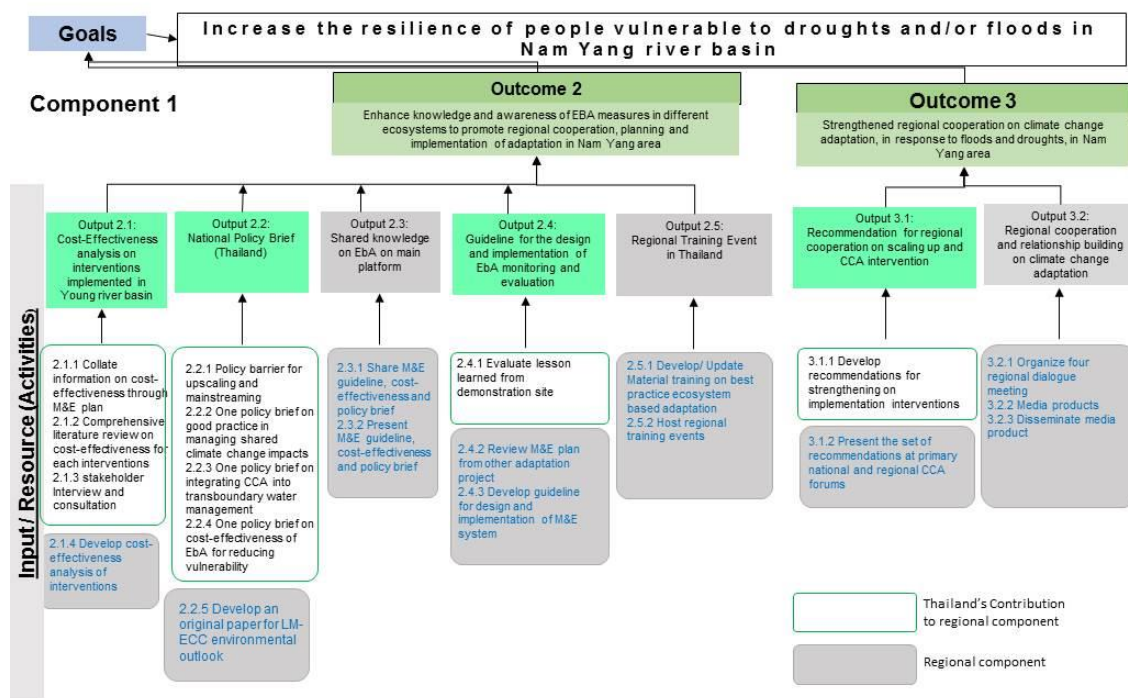 Goals
Increase the resilience of people vulnerable to droughts and/or floods in
Nam Yang river basin
Component 1
Outcome 2
Enhance knowledge and awareness of EBA measures in different
ecosystems to promote regional cooperation, planning and
implementation of adaptation in Nam Yang area
Outcome 3
Strengthened regional cooperation on climate change
adaptation, in response to floods and droughts, in Nam
Yang area
Input / Resource (Activities)
Output 2.1:
Cost-Effectiveness
analysis on
interventions
implemented in
Young river basin
Output 2.2:
National Policy Brief
(Thailand)
Output 2.3:
Shared knowledge
on EbA on main
platform
Output 2.4:
Guideline for the design
and implementation of
EbA monitoring and
evaluation
Output 2.5:
Regional Training Event
in Thailand
Output 3.1:
Recommendation for regional
cooperation on scaling up and
CCA intervention
Output 3.2:
Regional cooperation
and relationship building
on climate change
adaptation
2.1.1 Collate
information on cost-
effectiveness through
M&E plan
2.1.2 Comprehensive
literature review on
cost-effectiveness for
each interventions
2.1.3 stakeholder
Interview and
consultation
2.1.4 Develop cost-
effectiveness
analysis of
interventions
2.2.1 Policy barrier for
upscaling and
mainstreaming
2.2.2 One policy brief on
good practice in
managing shared
climate change impacts
2.2.3 One policy brief on
integrating CCA into
transboundary water
management
2.2.4 One policy brief on
cost-effectiveness of
EbA for reducing
vulnerability
2.2.5 Develop an
original paper for LM-
ECC environmental
outlook
2.3.1 Share M&E
guideline, cost-
effectiveness and
policy brief
2.3.2 Present M&E
guideline, cost-
effectiveness
and policy brief
2.4.1 Evaluate lesson
learned from
demonstration site
2.4.2 Review M&E plan
from other adaptation
project
2.4.3 Develop guideline
for design and
implementation of M&E
system
2.5.1 Develop/ Update
Material training on best
practice ecosystem
based adaptation
2.5.2 Host regional
training events
3.1.1 Develop
recommendations for
strengthening on
implementation interventions
3.1.2 Present the set of
recommendations at primary
national and regional CCA
forums
3.2.1 Organize four
regional dialogue
meeting
3.2.2 Media products
3.2.3 Disseminate media
product
Thailand's Contribution
to regional component
Regional component